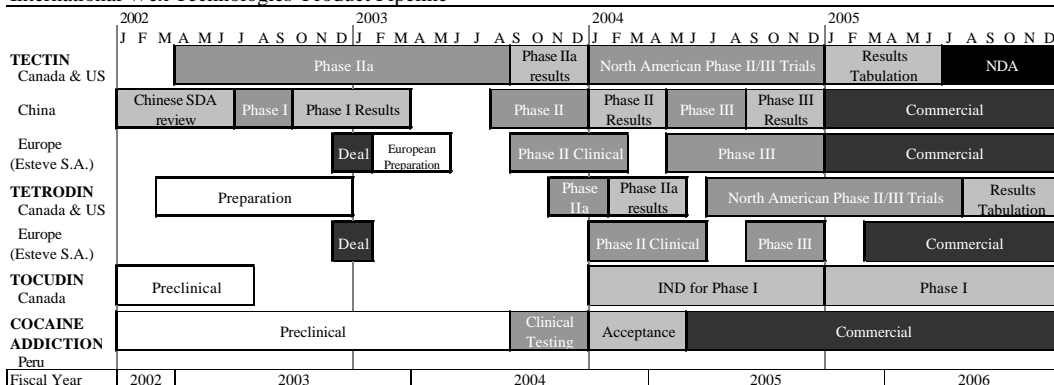 International Wex Technologies Product Pipeline
2002 2003 2004 2005
J F M A M J J A S O N D J F M A M J J A S O N D J F M A M J J A S O N D J F M A M J J A S O N D
TECTIN
Canada & US
Phase IIa
Phase IIa
results
North American Phase II/III Trials
Results
Tabulation
NDA
China
Chinese SDA
review
Phase I
Phase I Results
Phase II
Phase II
Results
Phase III
Phase III
Results
Commercial
Europe
(Esteve S.A.)
Deal
European
Preparation
Phase II Clinical
Phase III
Commercial
TETRODIN
Canada & US
Preparation
Phase
IIa
Phase IIa
results
North American Phase II/III Trials
Results
Tabulation
Europe
(Esteve S.A.)
Deal
Phase II Clinical
Phase III
Commercial
TOCUDIN
Canada
Preclinical
IND for Phase I
Phase I
COCAINE
ADDICTION
Peru
Preclinical
Clinical
Testing
Acceptance
Commercial
Fiscal Year 2002 2003 2004 2005 2006